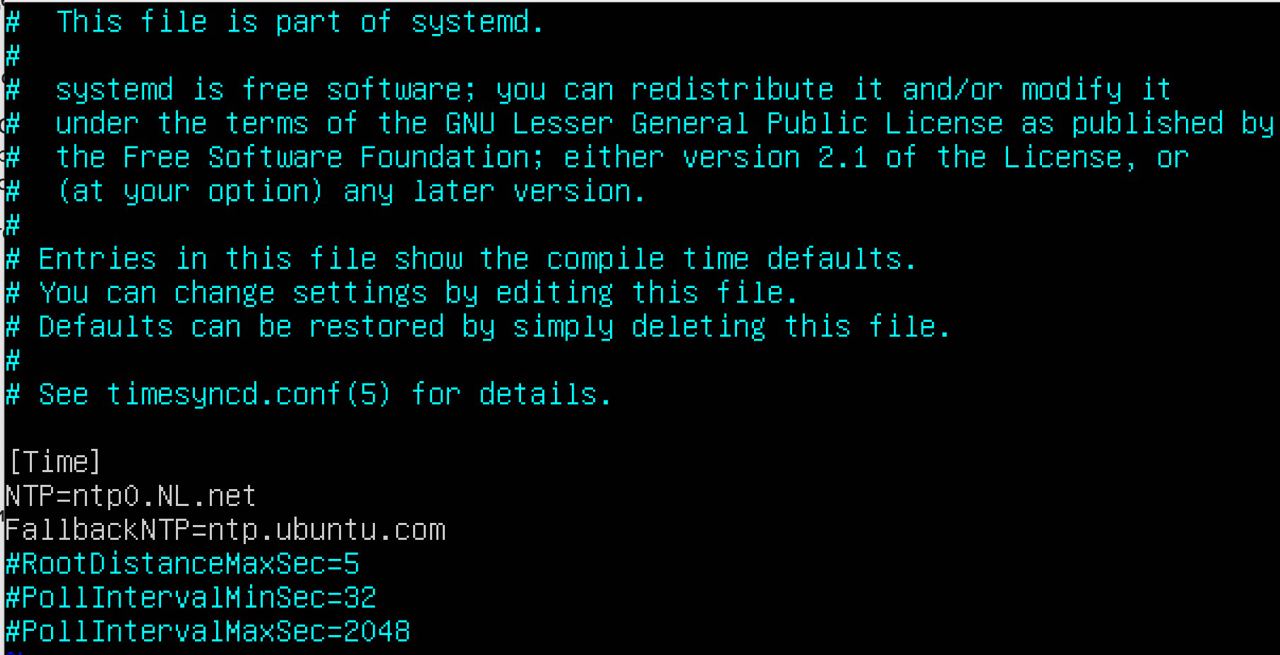 #  This file is part of systemd.
#
#  systemd is free software; you can redistribute it and/or modify it
#  under the terms of the GNU Lesser General Public License as published by
#  the Free Software Foundation; either version 2.1 of the License, or
#  (at your option) any later version.
#
# Entries in this file show the compile time defaults.
# You can change settings by editing this file.
# Defaults can be restored by simply deleting this file.
#
# See timesyncd.conf(5) for details.

[Time]
NTP=ntp0.NL.net
FallbackNTP=ntp.ubuntu.com
#RootDistanceMaxSec=5
#PollIntervalMinSec=32
#PollIntervalMaxSec=2048